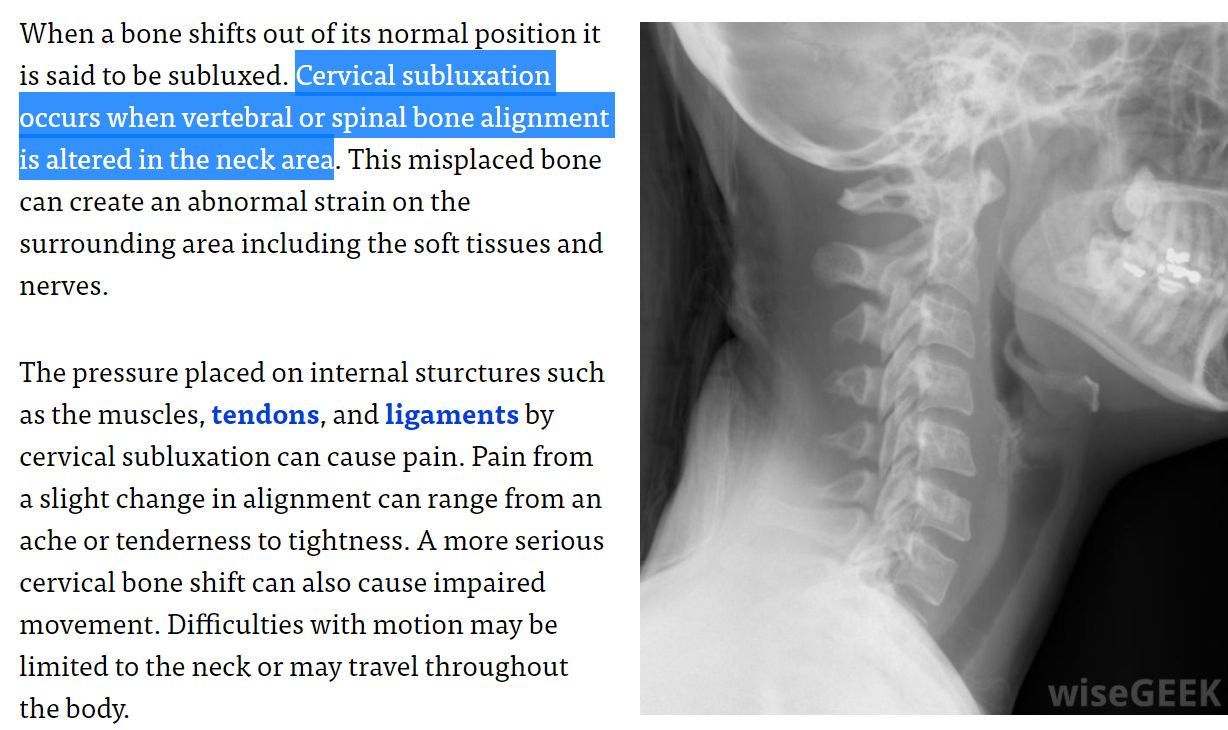 When a bone shifts out of its normal position it
is said to be subluxed. Cervical subluxation
occurs when vertebral or spinal bone alignment
is altered in the neck area. This misplaced bone
can create an abnormal strain on the
surrounding area including the soft tissues and
nerves.
The pressure placed on internal sturctures such
as the muscles, tendons, and ligaments by
cervical subluxation can cause pain. Pain from
a slight change in alignment can range from an
ache or tenderness to tightness. A more serious
cervical bone shift can also cause impaired
movement. Difficulties with motion may be
limited to the neck or may travel throughout
the body.
wiseGEEK